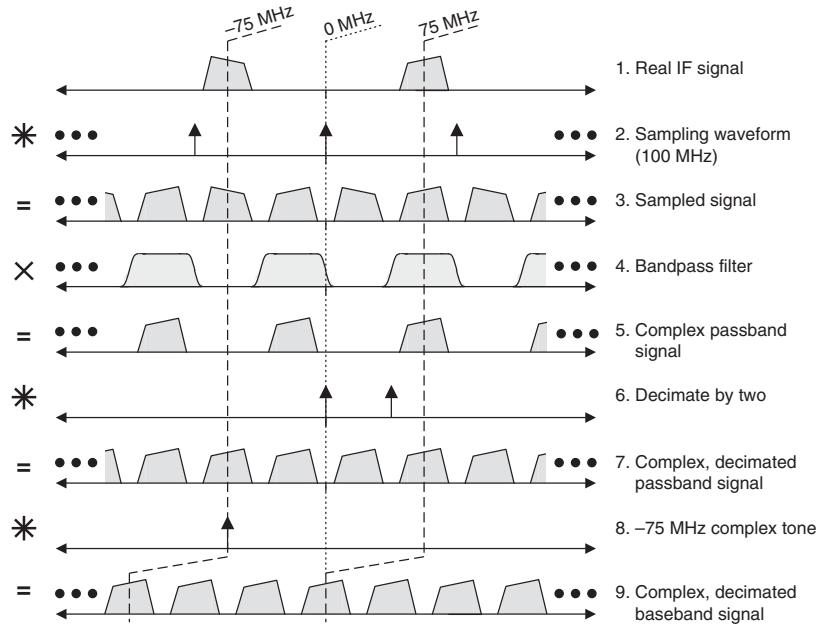 –75 MHz
0 MHz
75 MHz
1. Real IF signal
2. Sampling waveform
(100 MHz)
= 3. Sampled signal
× 4. Bandpass filter
= 5. Complex passband
signal
6. Decimate by two
= 7. Complex, decimated
passband signal
8. –75 MHz complex tone
= 9. Complex, decimated
baseband signal